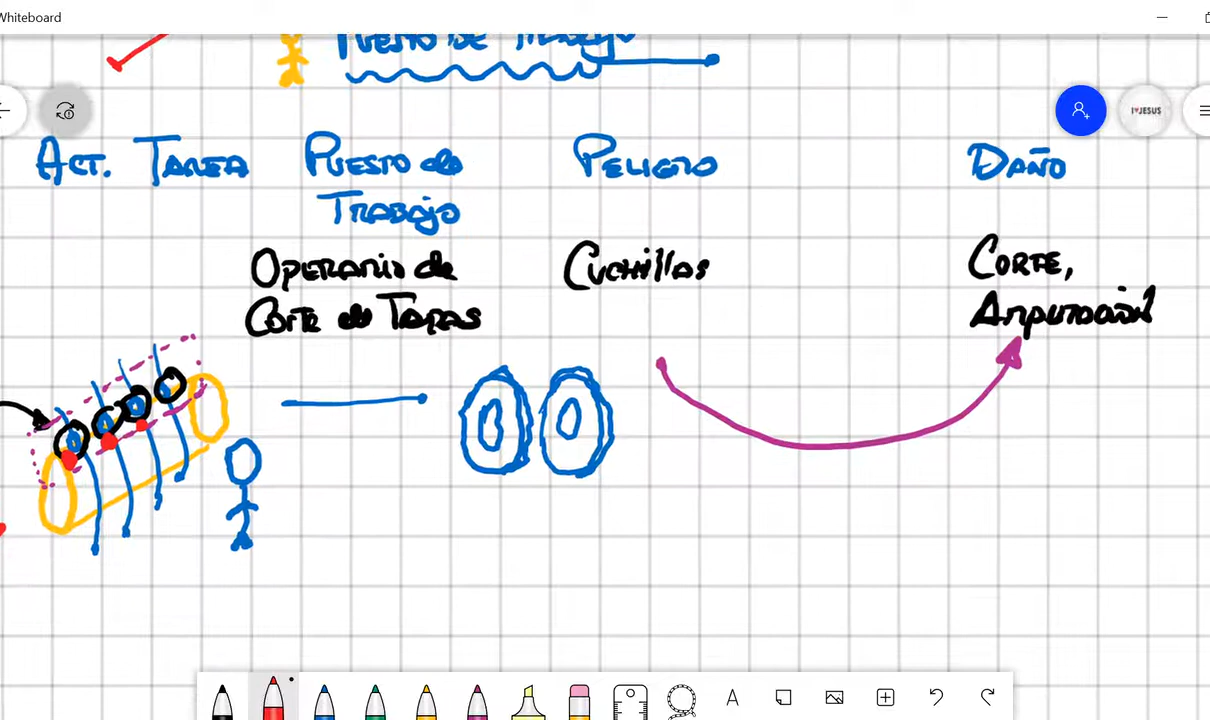 Whiteboard
PUESTO DE TRABAJO
I♥JESUS
ACT. TAREA
PUESTO de
TRABAJO
PELIGRO
DAÑO
OPERARIO de
CORTE de TAPAS
CUCHILLAS
CORTE,
AMPUTACIÓN
A